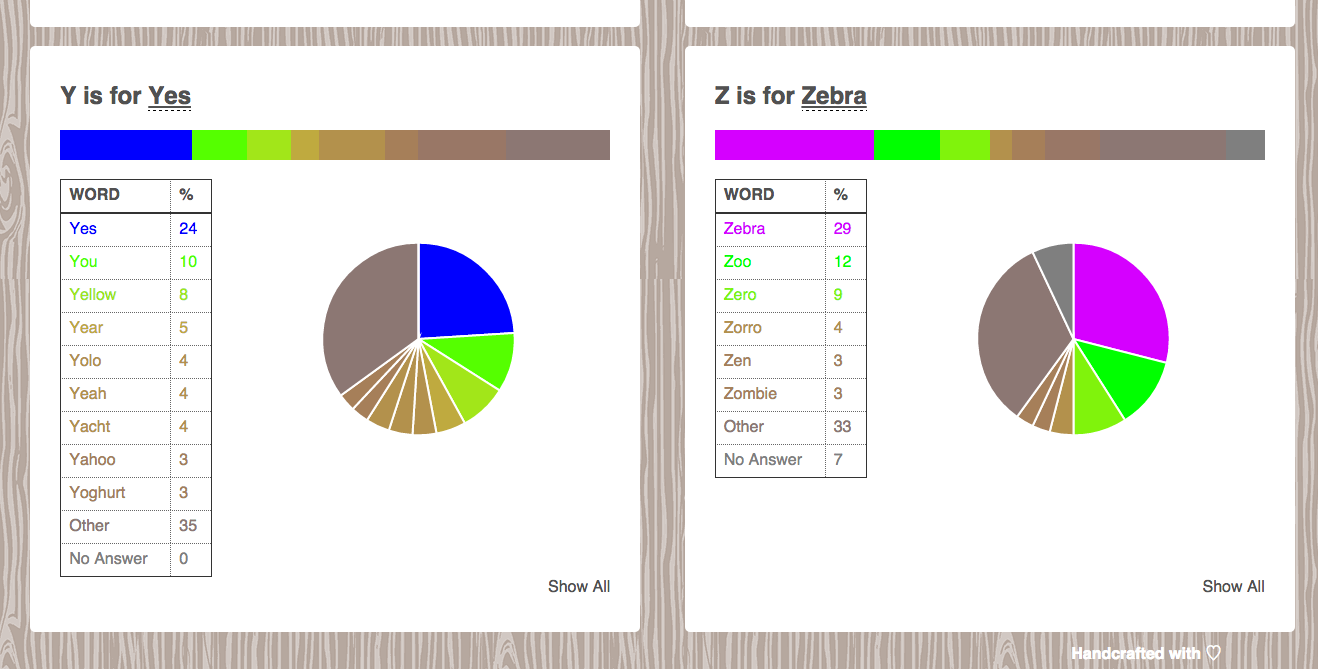 Y is for Yes
WORD %
Yes 24
You 10
Yellow 8
Year 5
Yolo 4
Yeah 4
Yacht 4
Yahoo 3
Yoghurt 3
Other 35
No Answer 0
Show All
Z is for Zebra
WORD %
Zebra 29
Zoo 12
Zero 9
Zorro 4
Zen 3
Zombie 3
Other 33
No Answer 7
Show All
Handcrafted with ♡